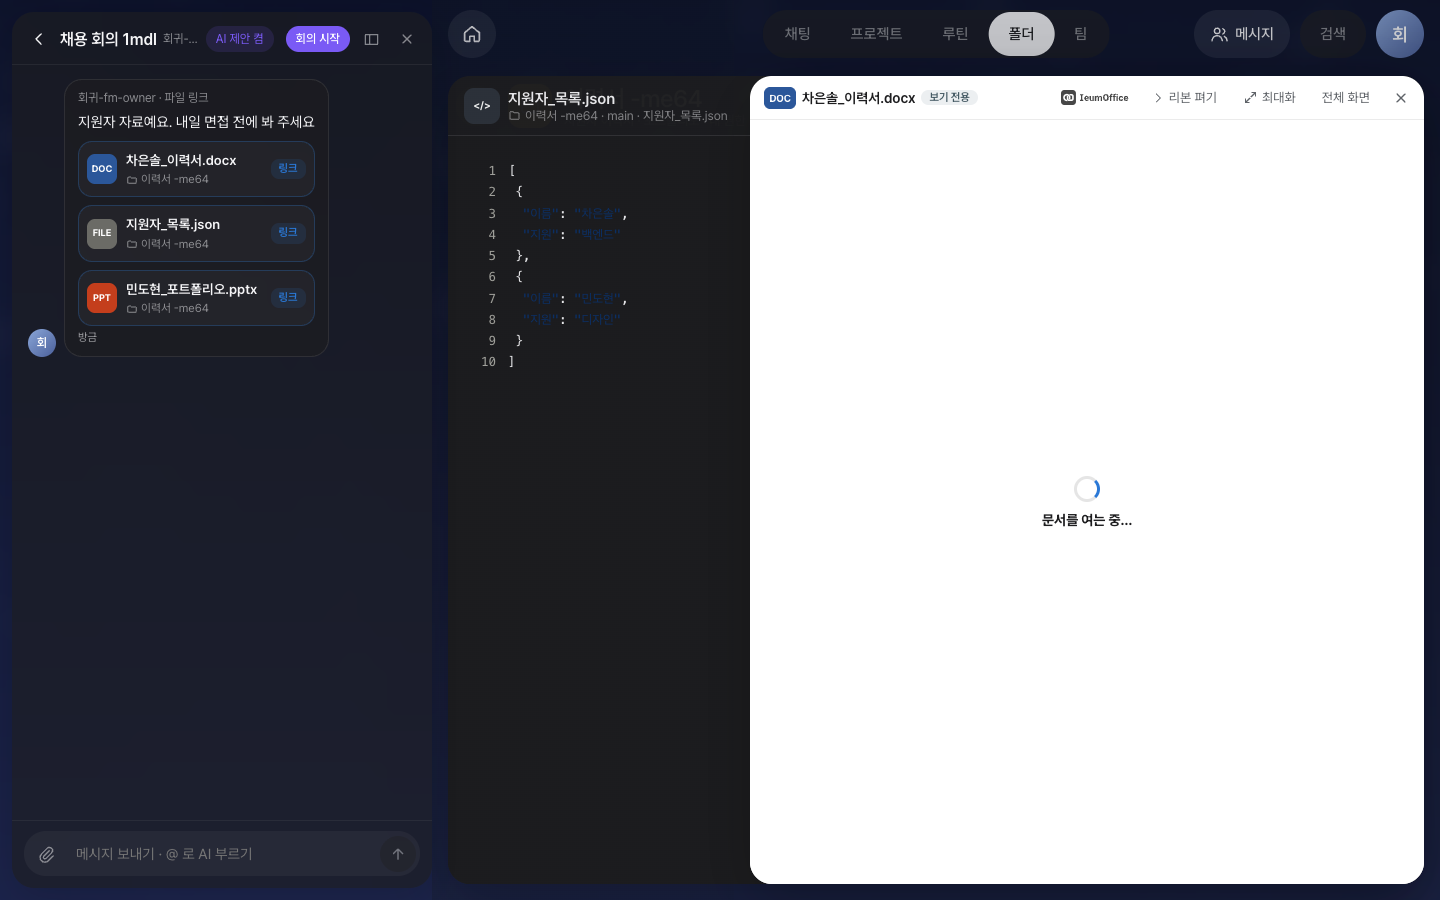 채용 회의 1mdl 회귀-... AI 제안 컴 회의 시작
회귀-fm-owner · 파일 링크
지원자 자료예요. 내일 면접 전에 봐 주세요
DOC 차은솔_이력서.docx 링크
이력서 -me64
FILE 지원자_목록.json 링크
이력서 -me64
PPT 민도현_포트폴리오.pptx 링크
이력서 -me64
방금
회
메시지 보내기 · @ 로 AI 부르기
채팅 프로젝트 루틴 폴더 팀 메시지 검색 회
</> 지원자_목록.json
이력서 -me64 · main · 지원자_목록.json
1 [
2 {
3 "이름": "차은솔",
4 "지원": "백엔드"
5 },
6 {
7 "이름": "민도현",
8 "지원": "디자인"
9 }
10 ]
DOC 차은솔_이력서.docx 보기 전용 IeumOffice 리본 펴기 최대화 전체 화면
문서를 여는 중...